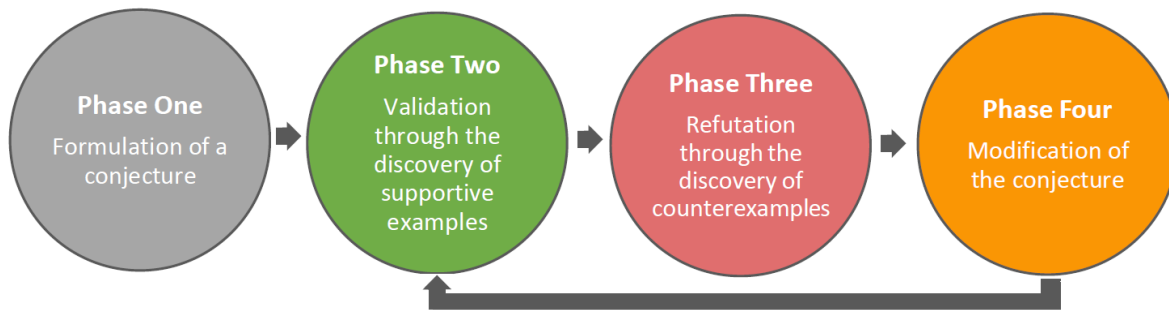 Phase One
Formulation of a
conjecture
Phase Two
Validation
through the
discovery of
supportive
examples
Phase Three
Refutation
through the
discovery of
counterexamples
Phase Four
Modification of
the conjecture